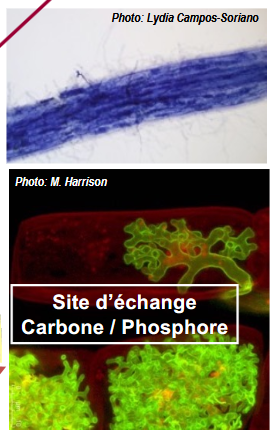 Photo: Lydia Campos-Soriano
Photo: M. Harrison
Site d'échange
Carbone / Phosphore